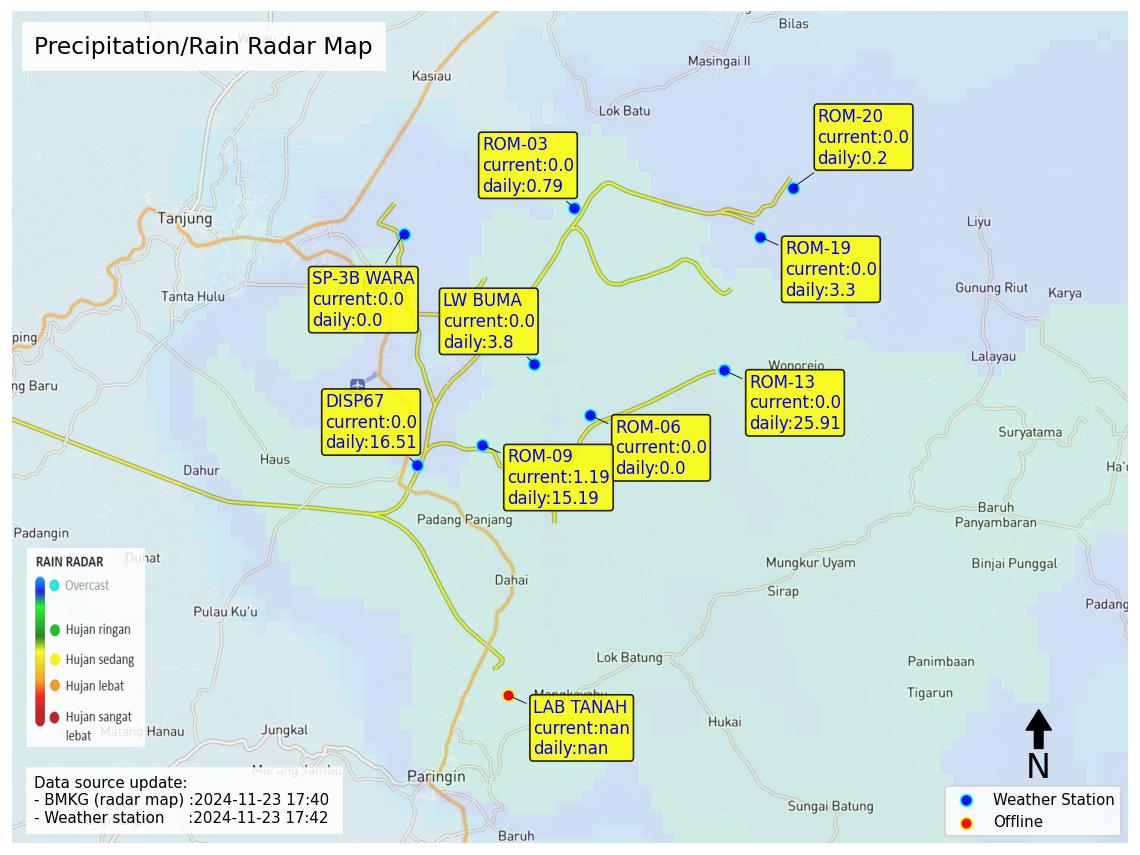 Precipitation/Rain Radar Map
Bilas
Masingai II
Kasiau
Lok Batu
ROM-20
current:0.0
daily:0.2
ROM-03
current:0.0
daily:0.79
Tanjung
Liyu
ROM-19
current:0.0
daily:3.3
SP-3B WARA
current:0.0
daily:0.0
LW BUMA
current:0.0
daily:3.8
Tanta Hulu
Gunung Riut
Karya
ping
Lalayau
Wonorejo
ng Baru
ROM-13
current:0.0
daily:25.91
DISP67
current:0.0
daily:16.51
ROM-06
current:0.0
daily:0.0
Suryatama
ROM-09
current:1.19
daily:15.19
Haus
Dahur
Ha'u
Baruh
Panyambaran
Padang Panjang
Padangin
Duhat
Mungkur Uyam
Binjai Punggal
Dahai
Sirap
Padang
Pulau Ku'u
RAIN RADAR
Overcast
Hujan ringan
Hujan sedang
Hujan lebat
Hujan sangat
lebat
Lok Batung
Panimbaan
Tigarun
LAB TANAH
current:nan
daily:nan
Hukai
Manah Hanau
Jungkal
Murung Jambu
Paringin
N
Data source update:
- BMKG (radar map) :2024-11-23 17:40
- Weather station :2024-11-23 17:42
Weather Station
Offline
Sungai Batung
Baruh